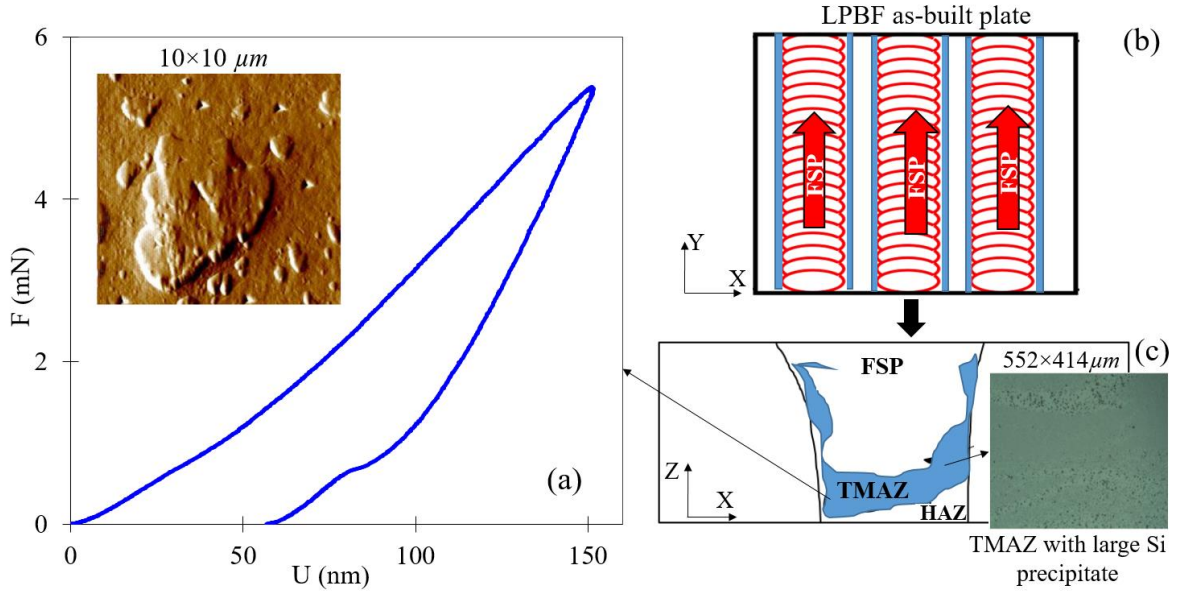 6
4
2
0
F (mN)
0
50
100
150
U (nm)
10×10 µm
(a)
LPBF as-built plate
(b)
FSP
FSP
FSP
Y
X
(c)
FSP
552×414µm
TMAZ
HAZ
Z
X
TMAZ with large Si
precipitate